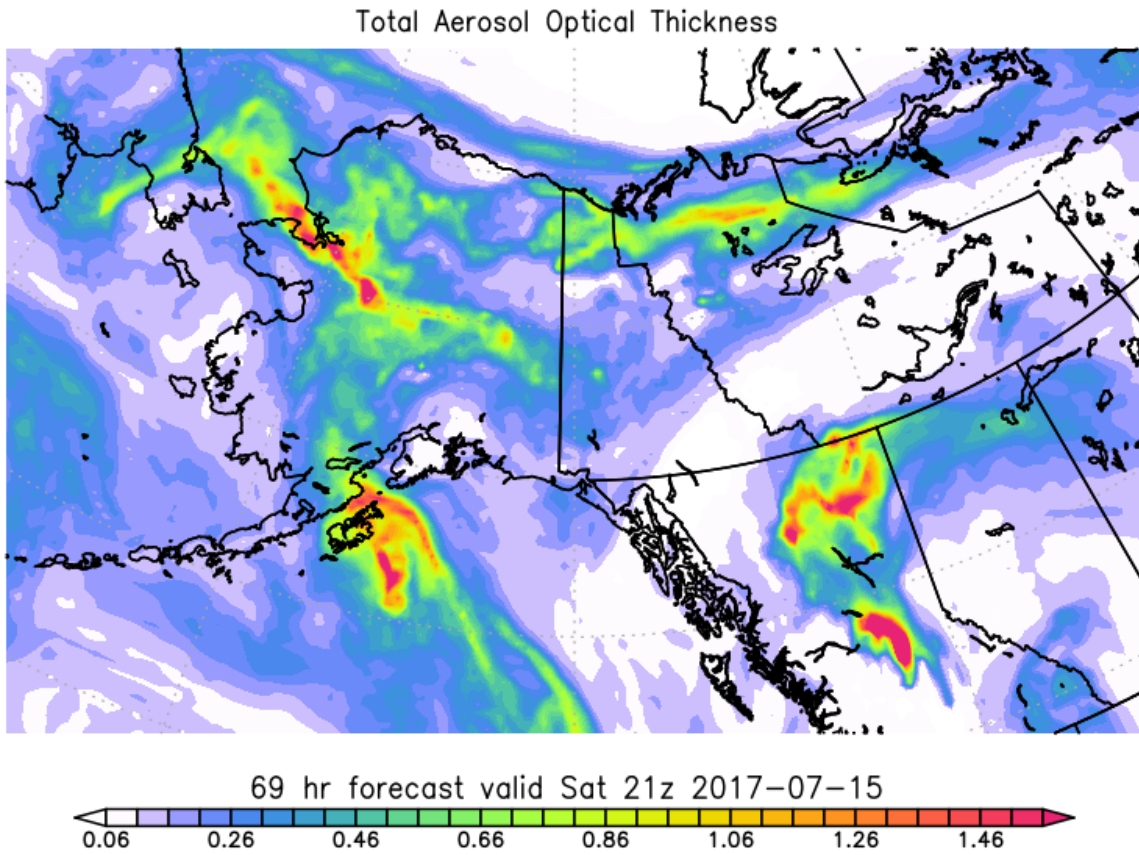 Total Aerosol Optical Thickness
69 hr forecast valid Sat 21z 2017-07-15
0.06 0.26 0.46 0.66 0.86 1.06 1.26 1.46